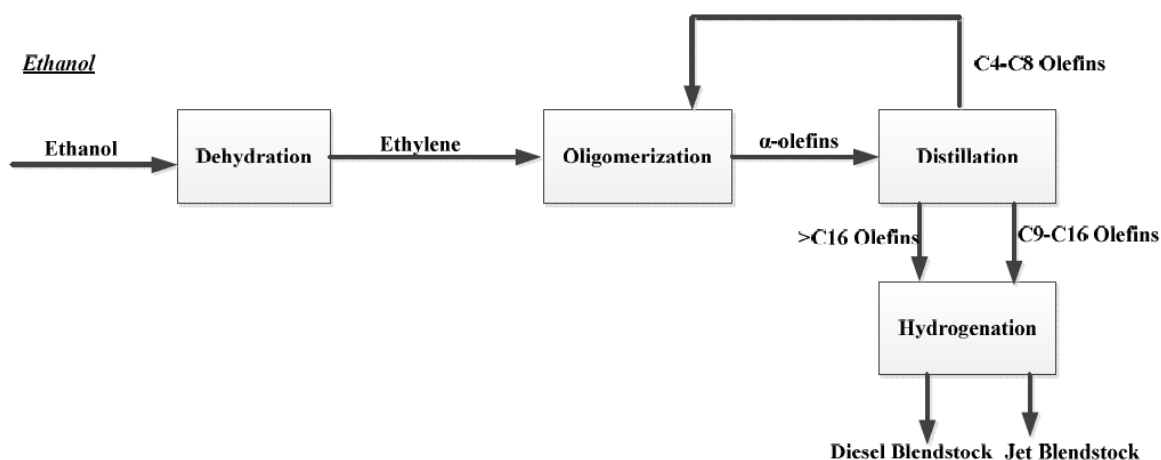 C4-C8 Olefins
Ethanol
Ethanol
Dehydration
Ethylene
Oligomerization
α-olefins
Distillation
>C16 Olefins
C9-C16 Olefins
Hydrogenation
Diesel Blendstock
Jet Blendstock